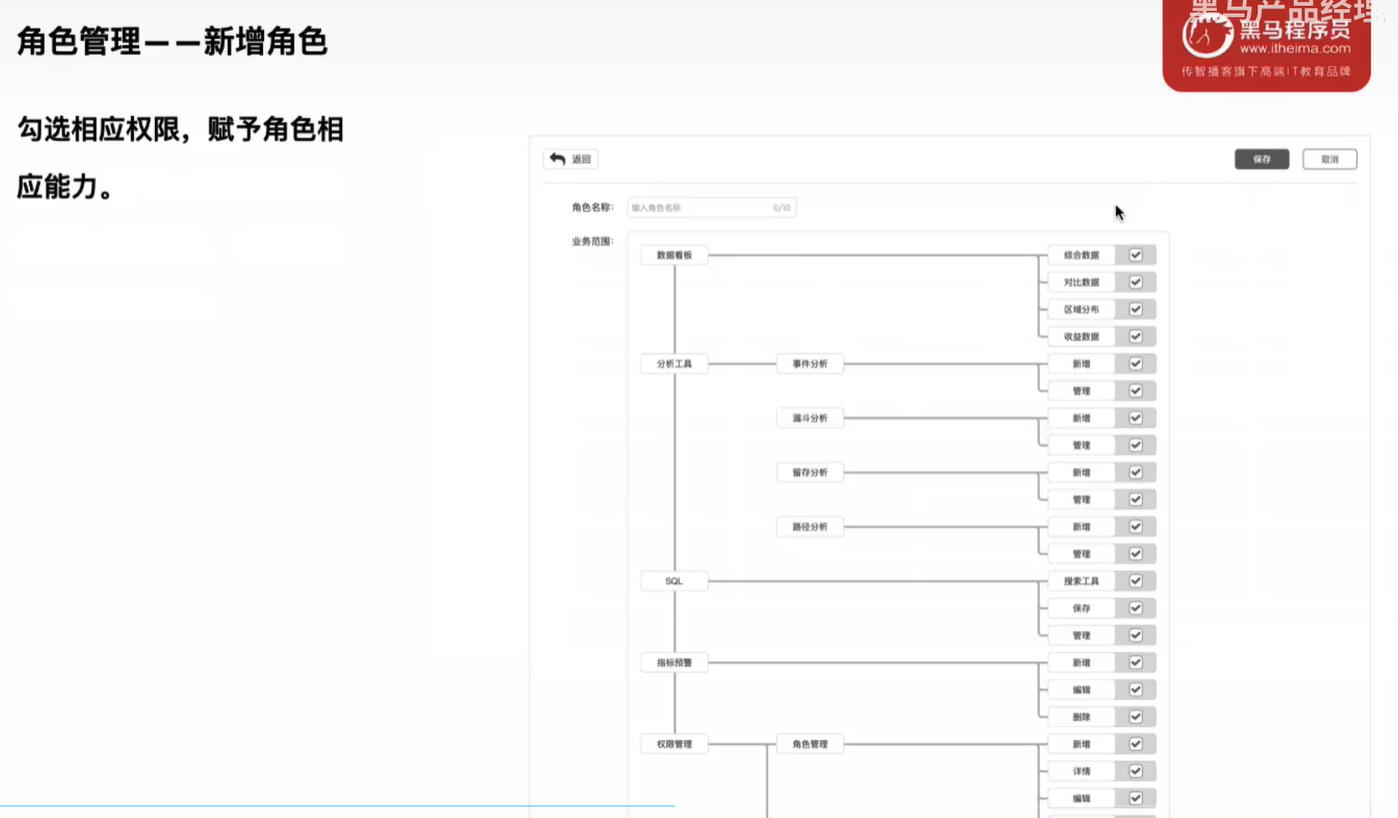 角色管理——新增角色
黑马产品经理
黑马程序员
www.itheima.com
传智播客旗下高端IT教育品牌
勾选相应权限，赋予角色相
应能力。
返回
保存
取消
角色名称：
输入角色名称
0/10
业务范围：
数据看板
综合数据
对比数据
区域分布
收益数据
分析工具
事件分析
新增
管理
漏斗分析
新增
管理
留存分析
新增
管理
路径分析
新增
管理
SQL
搜索工具
保存
管理
指标预警
新增
编辑
删除
权限管理
角色管理
新增
详情
编辑